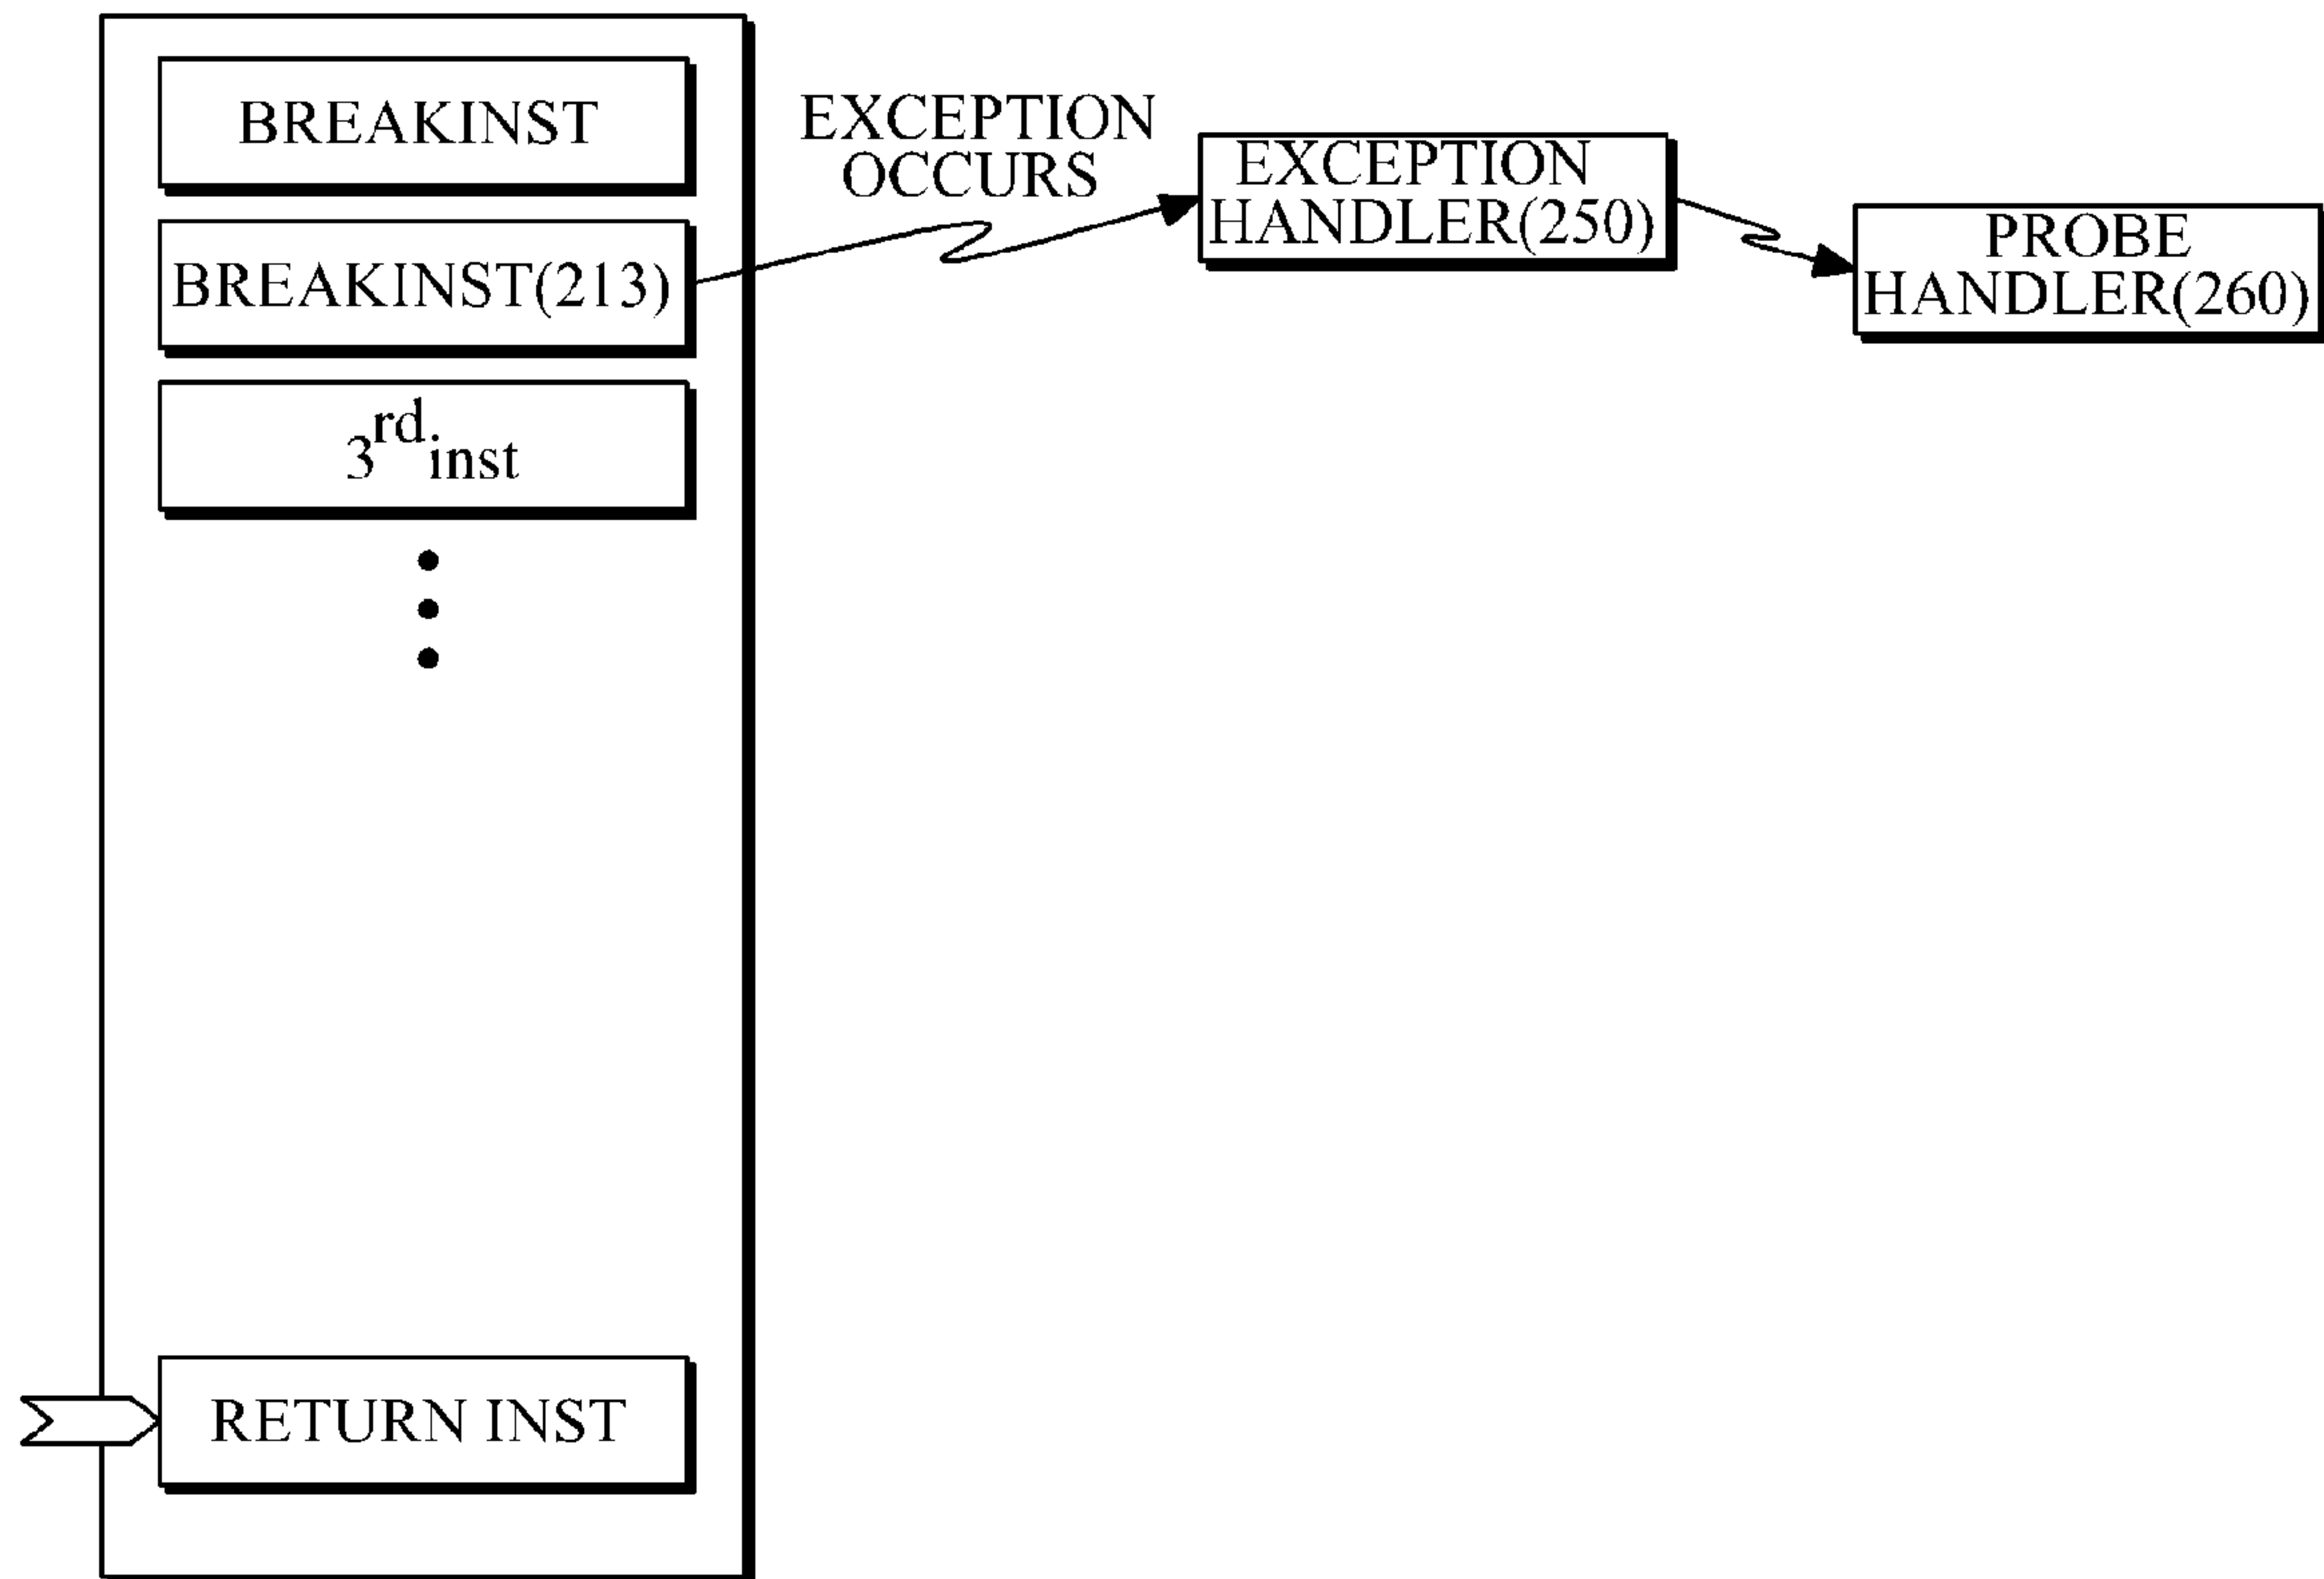 BREAKINST
BREAKINST(213)
3rd. inst
RETURN INST
EXCEPTION
OCCURS
EXCEPTION
HANDLER(250)
PROBE
HANDLER(260)